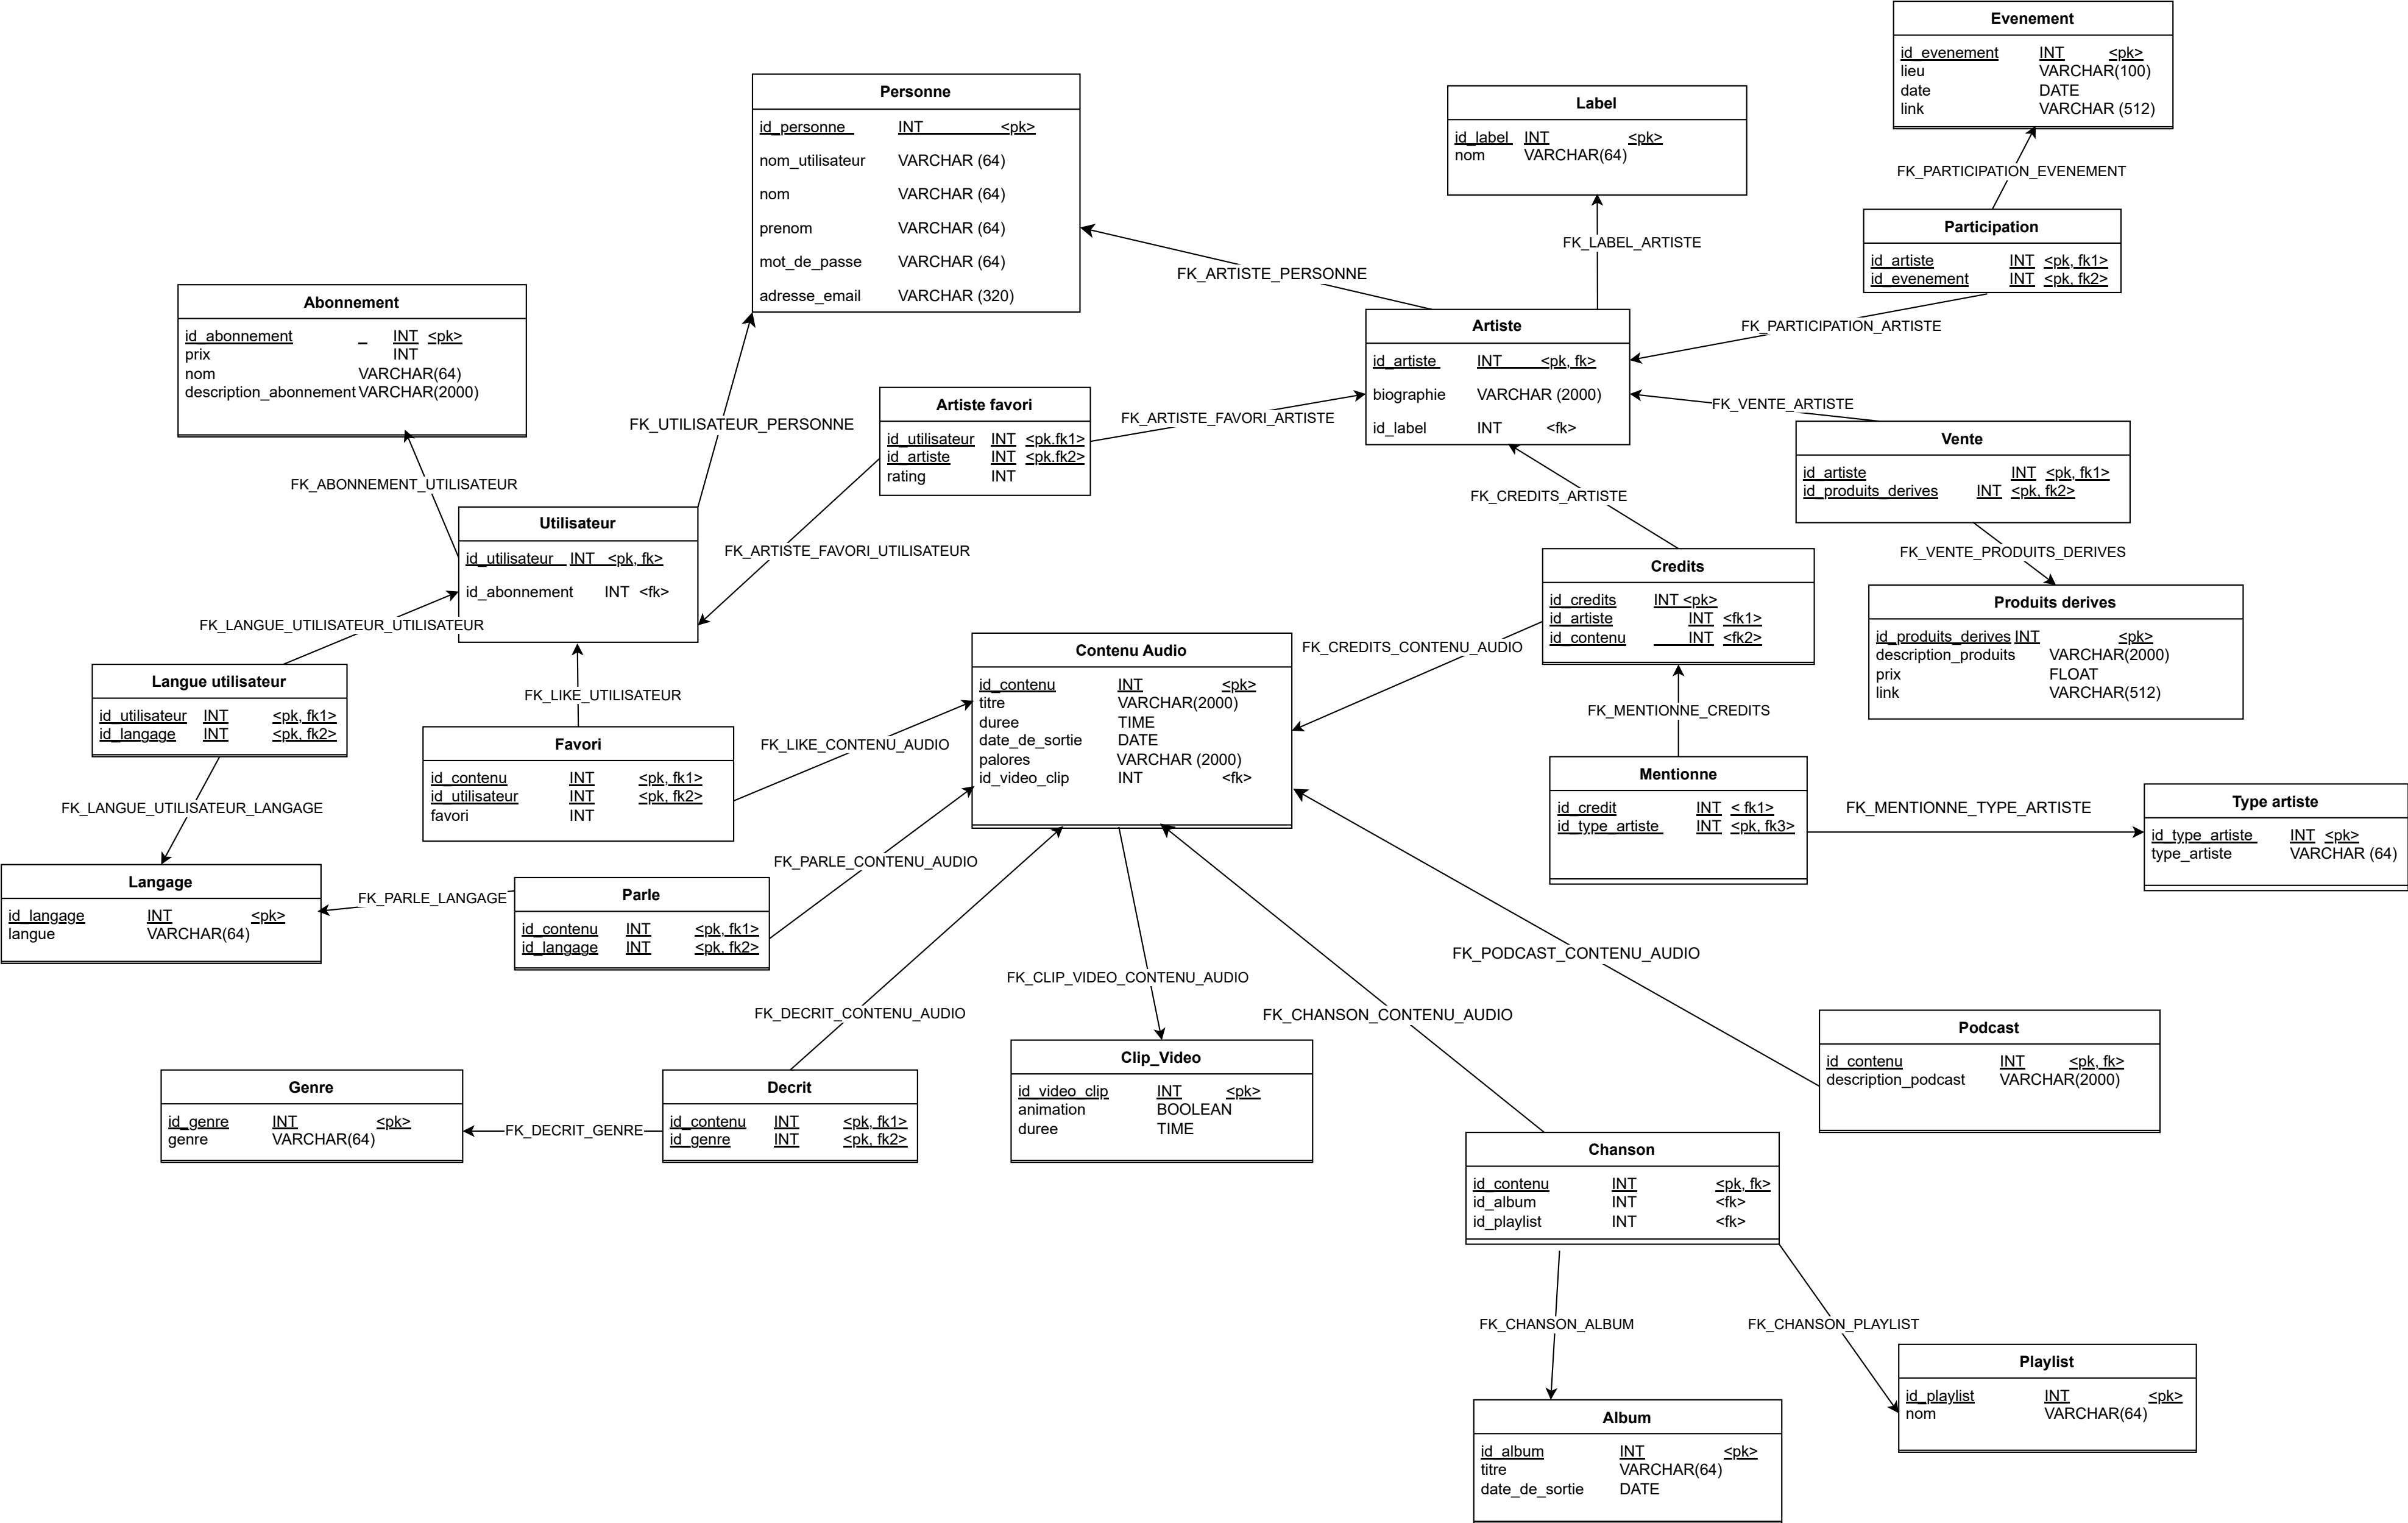 Evenement
id_evenement INT <pk>
lieu VARCHAR(100)
date DATE
link VARCHAR (512)
Personne
id_personne INT <pk>
nom_utilisateur VARCHAR (64)
nom VARCHAR (64)
prenom VARCHAR (64)
mot_de_passe VARCHAR (64)
adresse_email VARCHAR (320)
Label
id_label INT <pk>
nom VARCHAR(64)
FK_PARTICIPATION_EVENEMENT
Participation
id_artiste INT <pk, fk1>
id_evenement INT <pk, fk2>
FK_LABEL_ARTISTE
FK_ARTISTE_PERSONNE
FK_PARTICIPATION_ARTISTE
Abonnement
id_abonnement _ INT <pk>
prix INT
nom VARCHAR(64)
description_abonnement VARCHAR(2000)
Artiste
id_artiste INT <pk, fk>
biographie VARCHAR (2000)
id_label INT <fk>
FK_UTILISATEUR_PERSONNE
Artiste favori
id_utilisateur INT <pk.fk1>
id_artiste INT <pk.fk2>
rating INT
FK_ARTISTE_FAVORI_ARTISTE
FK_VENTE_ARTISTE
Vente
id_artiste INT <pk, fk1>
id_produits_derives INT <pk, fk2>
FK_ABONNEMENT_UTILISATEUR
FK_CREDITS_ARTISTE
Utilisateur
id_utilisateur INT <pk, fk>
id_abonnement INT <fk>
FK_ARTISTE_FAVORI_UTILISATEUR
FK_VENTE_PRODUITS_DERIVES
Credits
id_credits INT <pk>
id_artiste INT <fk1>
id_contenu INT <fk2>
Produits derives
id_produits_derives INT <pk>
description_produits VARCHAR(2000)
prix FLOAT
link VARCHAR(512)
FK_LANGUE_UTILISATEUR_UTILISATEUR
FK_CREDITS_CONTENU_AUDIO
Contenu Audio
id_contenu INT <pk>
titre VARCHAR(2000)
duree TIME
date_de_sortie DATE
palores VARCHAR (2000)
id_video_clip INT <fk>
Langue utilisateur
id_utilisateur INT <pk, fk1>
id_langage INT <pk, fk2>
FK_LIKE_UTILISATEUR
FK_MENTIONNE_CREDITS
Favori
id_contenu INT <pk, fk1>
id_utilisateur INT <pk, fk2>
favori INT
FK_LIKE_CONTENU_AUDIO
Mentionne
id_credit INT < fk1>
id_type_artiste INT <pk, fk3>
FK_MENTIONNE_TYPE_ARTISTE
Type artiste
id_type_artiste INT <pk>
type_artiste VARCHAR (64)
FK_LANGUE_UTILISATEUR_LANGAGE
FK_PARLE_CONTENU_AUDIO
Langage
id_langage INT <pk>
langue VARCHAR(64)
FK_PARLE_LANGAGE
Parle
id_contenu INT <pk, fk1>
id_langage INT <pk, fk2>
FK_PODCAST_CONTENU_AUDIO
FK_CLIP_VIDEO_CONTENU_AUDIO
FK_DECRIT_CONTENU_AUDIO
FK_CHANSON_CONTENU_AUDIO
Podcast
id_contenu INT <pk, fk>
description_podcast VARCHAR(2000)
Clip_Video
id_video_clip INT <pk>
animation BOOLEAN
duree TIME
Genre
id_genre INT <pk>
genre VARCHAR(64)
FK_DECRIT_GENRE
Decrit
id_contenu INT <pk, fk1>
id_genre INT <pk, fk2>
Chanson
id_contenu INT <pk, fk>
id_album INT <fk>
id_playlist INT <fk>
FK_CHANSON_ALBUM
FK_CHANSON_PLAYLIST
Playlist
id_playlist INT <pk>
nom VARCHAR(64)
Album
id_album INT <pk>
titre VARCHAR(64)
date_de_sortie DATE